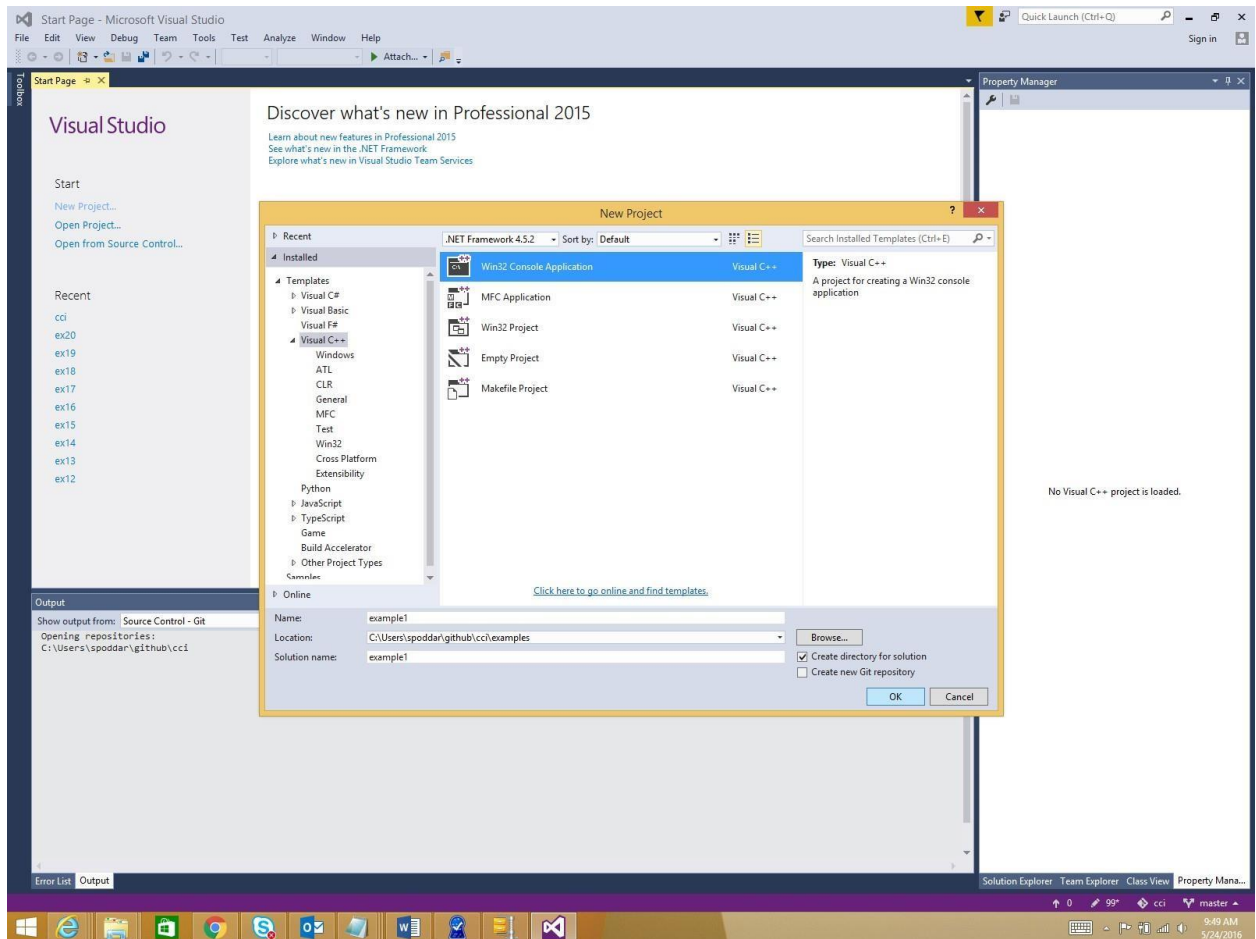 Start Page - Microsoft Visual Studio
Quick Launch (Ctrl+Q)
File Edit View Debug Team Tools Test Analyze Window Help
Sign in
Attach...
Toolbox
Start Page
Property Manager
Visual Studio
Discover what's new in Professional 2015
Learn about new features in Professional 2015
See what's new in the .NET Framework
Explore what's new in Visual Studio Team Services
Start
New Project...
Open Project...
Open from Source Control...
Recent
cci
ex20
ex19
ex18
ex17
ex16
ex15
ex14
ex13
ex12
New Project
?
Recent
.NET Framework 4.5.2 Sort by: Default
Search Installed Templates (Ctrl+E)
Installed
Templates
Visual C#
Visual Basic
Visual F#
Visual C++
Windows
ATL
CLR
General
MFC
Test
Win32
Cross Platform
Extensibility
Python
JavaScript
TypeScript
Game
Build Accelerator
Other Project Types
Samples
Online
Win32 Console Application Visual C++
MFC Application Visual C++
Win32 Project Visual C++
Empty Project Visual C++
Makefile Project Visual C++
Click here to go online and find templates.
Type: Visual C++
A project for creating a Win32 console
application
Name: example1
Location: C:\Users\spoddar\github\cci\examples
Browse...
Solution name: example1
Create directory for solution
Create new Git repository
OK Cancel
No Visual C++ project is loaded.
Output
Show output from: Source Control - Git
Opening repositories:
C:\Users\spoddar\github\cci
Error List Output
Solution Explorer Team Explorer Class View Property Mana...
0 99+ cci master
9:49 AM
5/24/2016